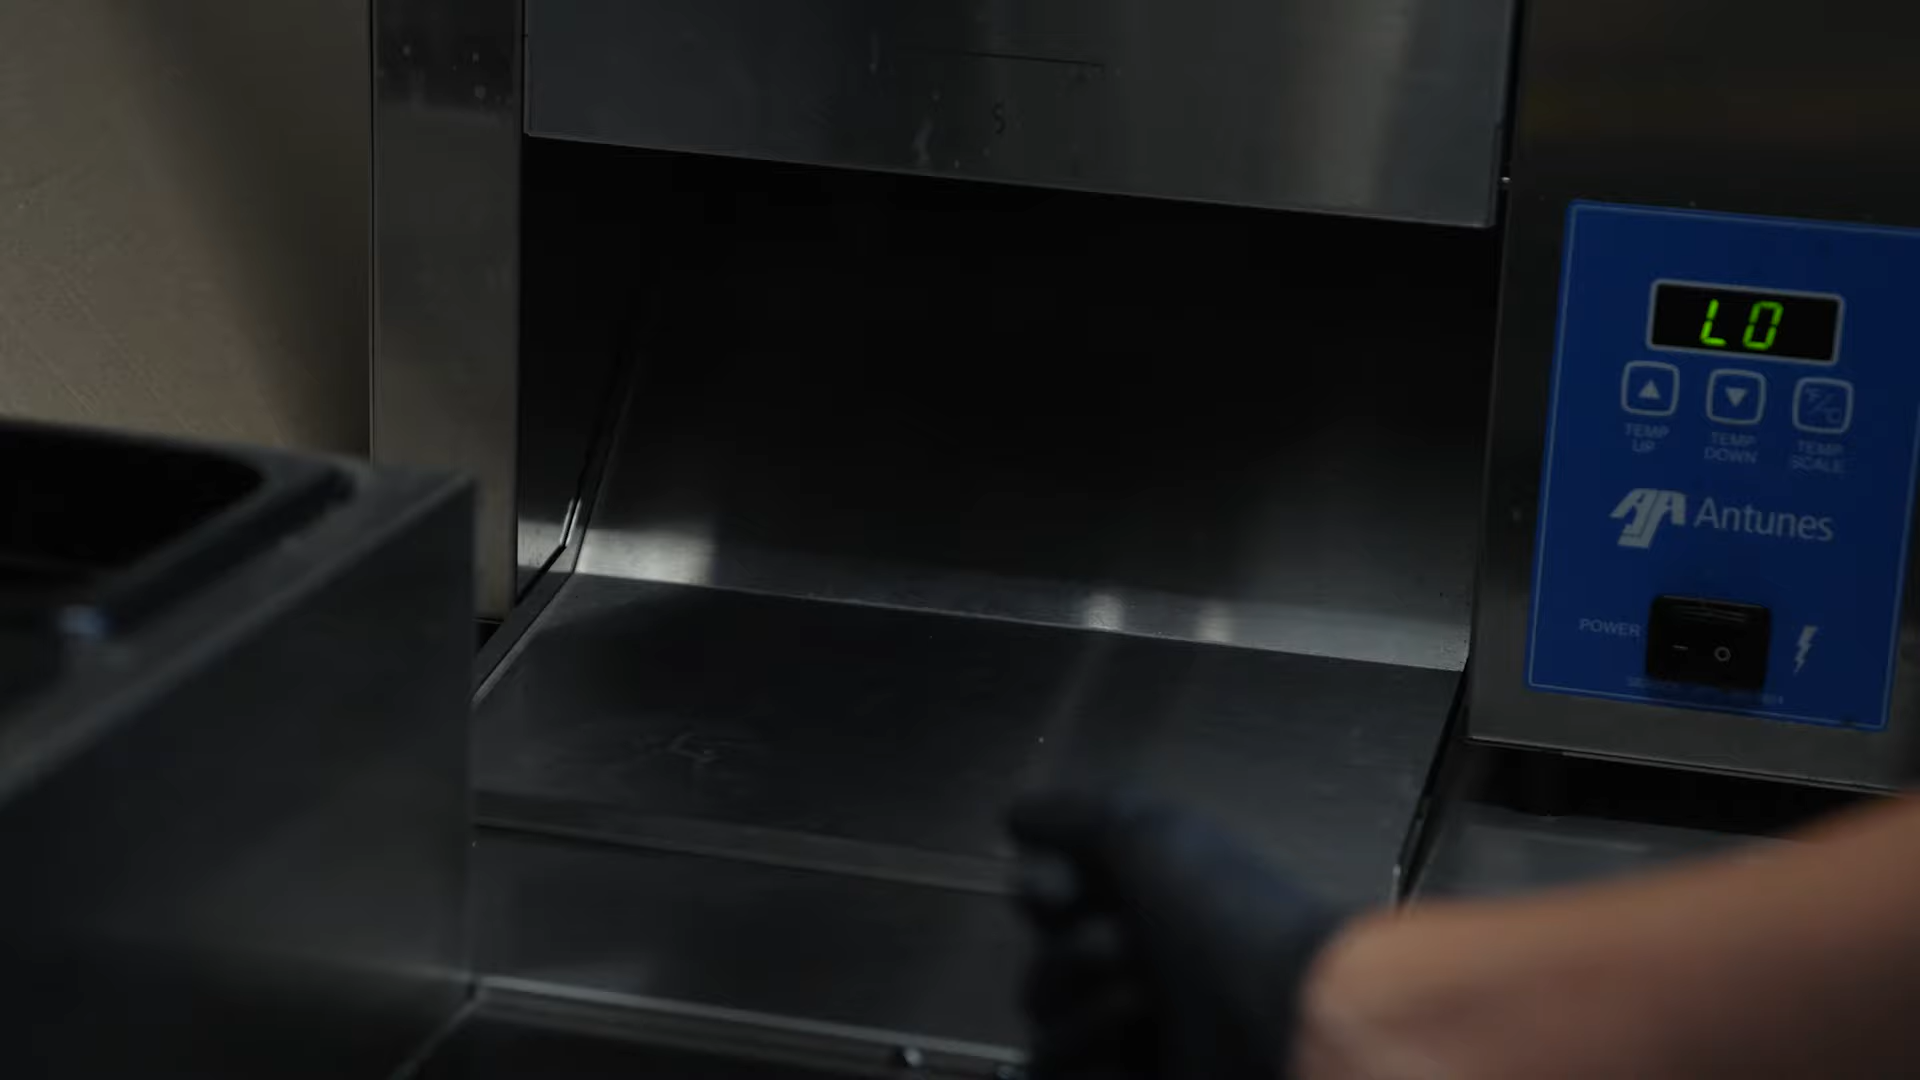 LO
TEMP UP
TEMP DOWN
°F/°C
TEMP SCALE
Antunes
POWER